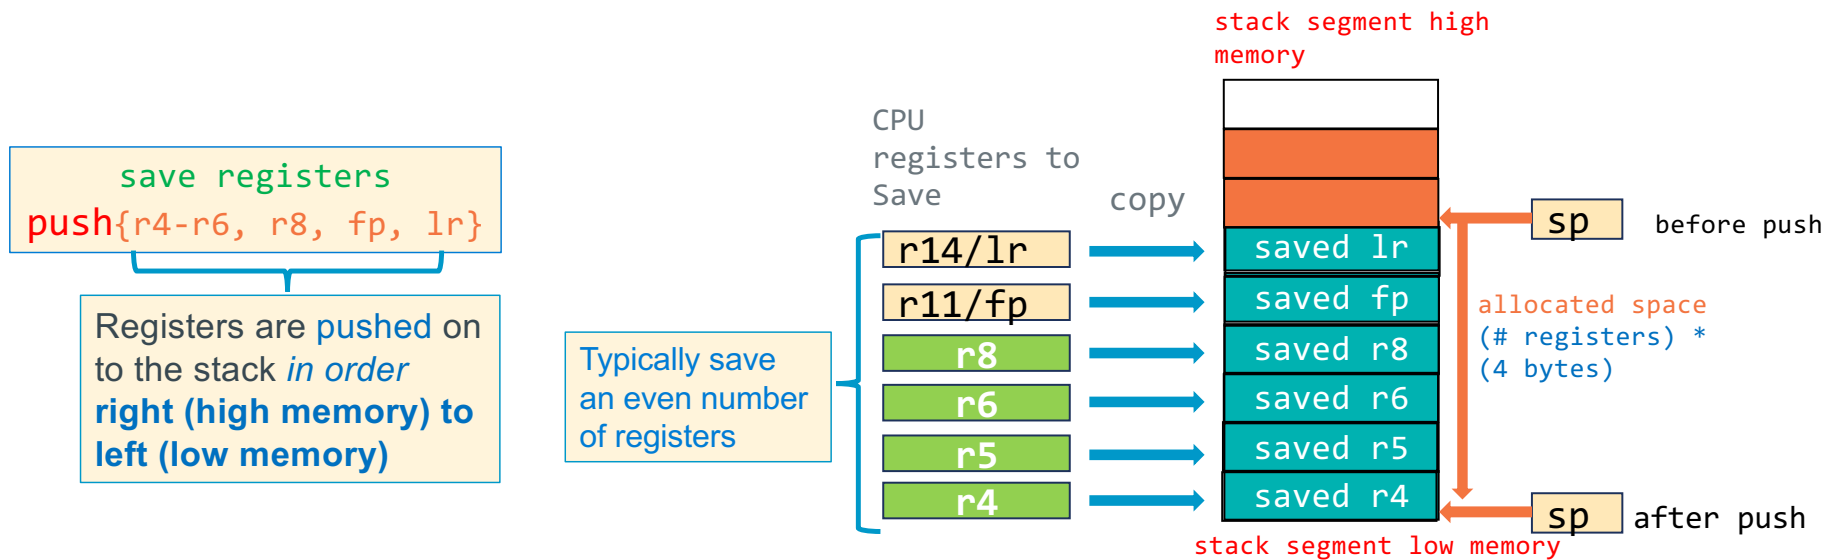 save registers
push{r4-r6, r8, fp, lr}
Registers are pushed on
to the stack in order
right (high memory) to
left (low memory)
Typically save
an even number
of registers
CPU
registers to
Save
r14/lr
r11/fp
r8
r6
r5
r4
copy
stack segment high
memory
saved lr
saved fp
saved r8
saved r6
saved r5
saved r4
stack segment low memory
sp
before push
allocated space
(# registers) *
(4 bytes)
sp
after push